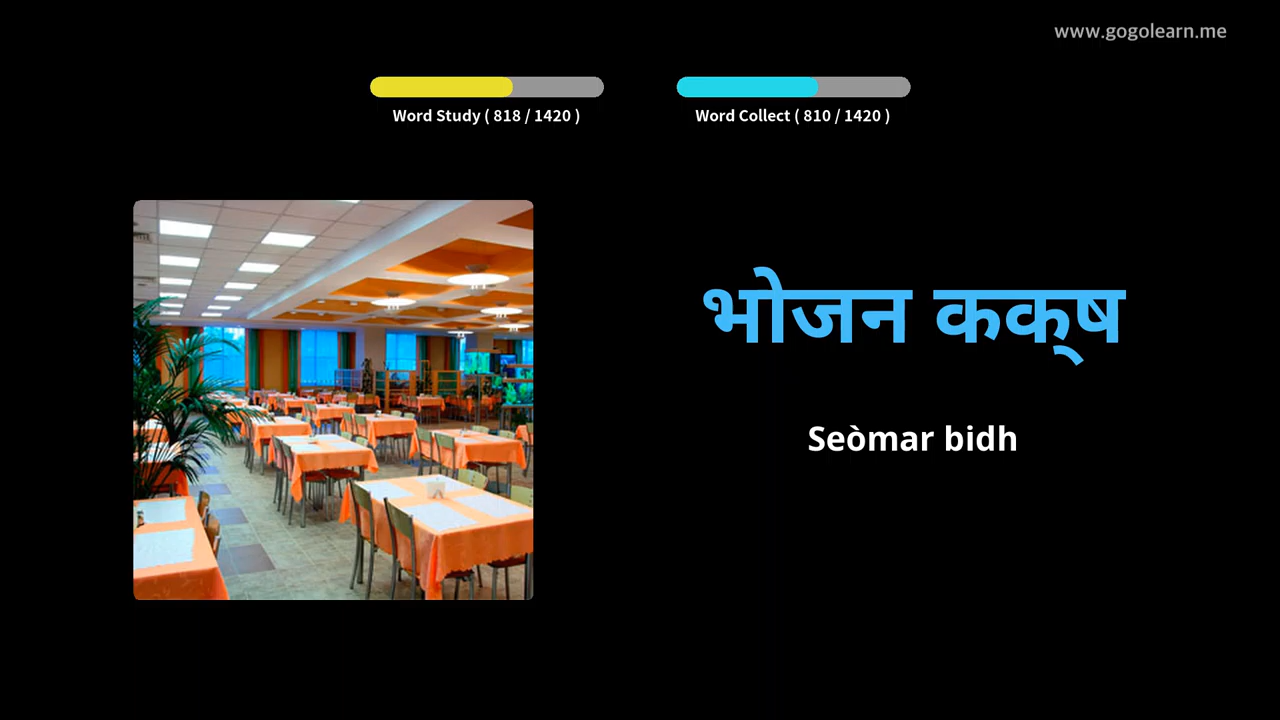 www.gogolearn.me
Word Study ( 818 / 1420 )
Word Collect ( 810 / 1420 )
भोजन कक्‌ष
Seòmar bidh